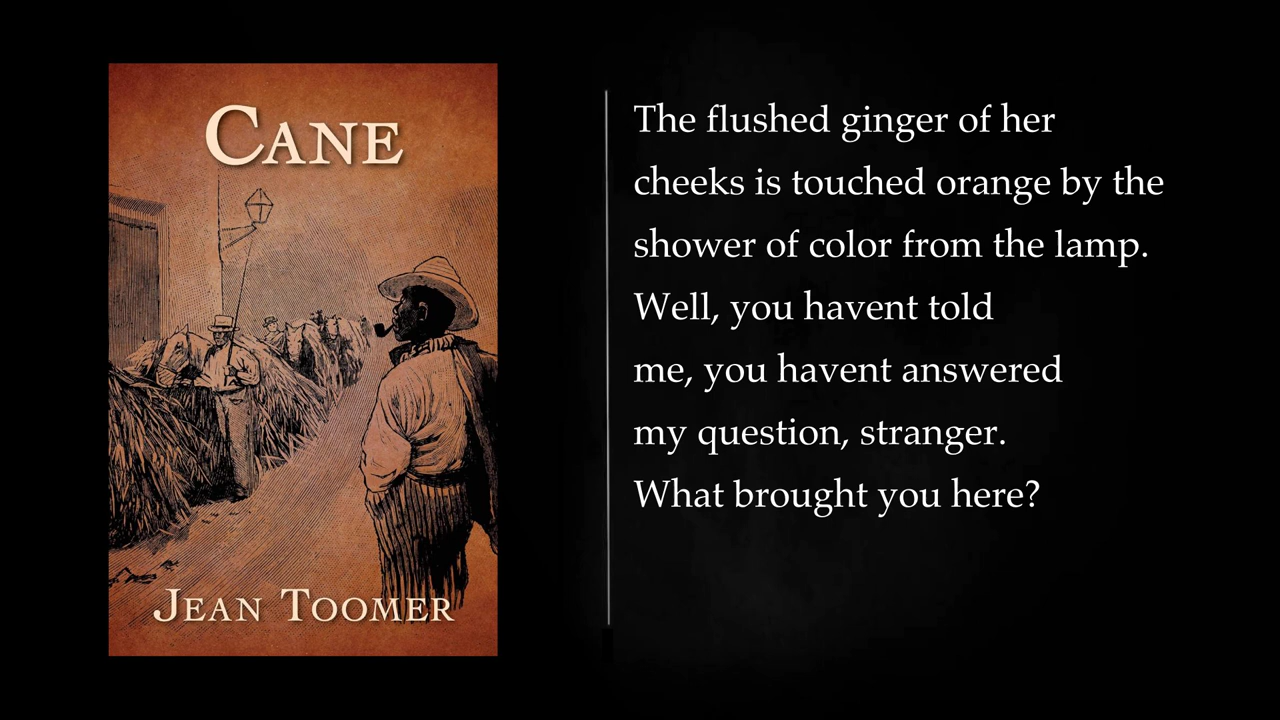 CANE
JEAN TOOMER
The flushed ginger of her
cheeks is touched orange by the
shower of color from the lamp.
Well, you havent told
me, you havent answered
my question, stranger.
What brought you here?